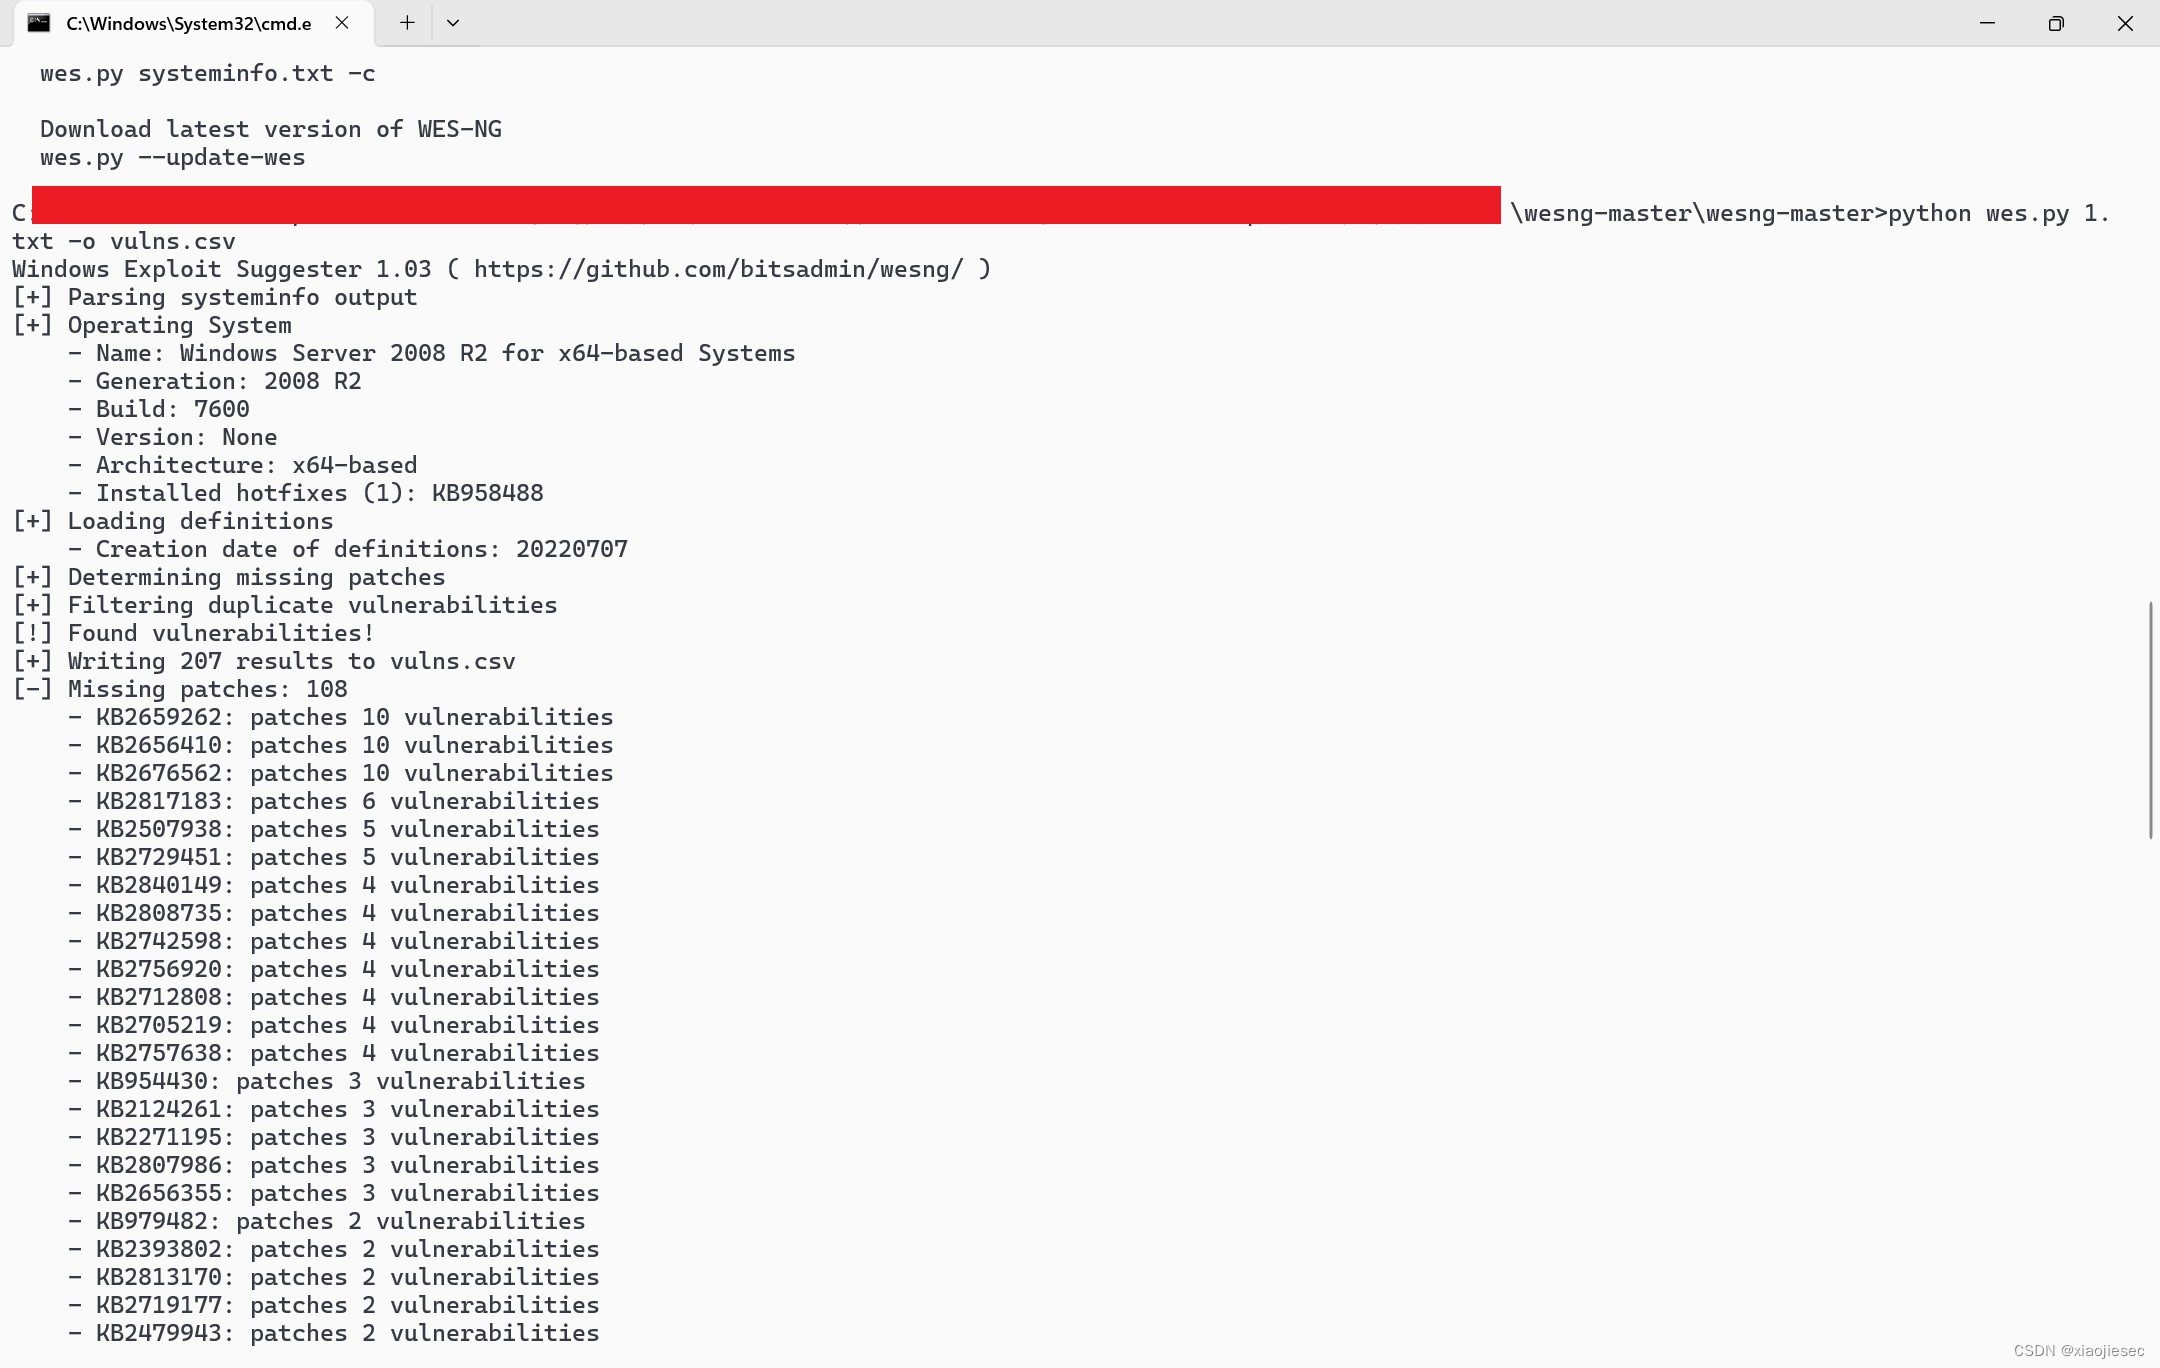 C:\Windows\System32\cmd.e
wes.py systeminfo.txt -c
Download latest version of WES-NG
wes.py --update-wes
C:\wesng-master\wesng-master>python wes.py 1.
txt -o vulns.csv
Windows Exploit Suggester 1.03 ( https://github.com/bitsadmin/wesng/ )
[+] Parsing systeminfo output
[+] Operating System
- Name: Windows Server 2008 R2 for x64-based Systems
- Generation: 2008 R2
- Build: 7600
- Version: None
- Architecture: x64-based
- Installed hotfixes (1): KB958488
[+] Loading definitions
- Creation date of definitions: 20220707
[+] Determining missing patches
[+] Filtering duplicate vulnerabilities
[!] Found vulnerabilities!
[+] Writing 207 results to vulns.csv
[-] Missing patches: 108
- KB2659262: patches 10 vulnerabilities
- KB2656410: patches 10 vulnerabilities
- KB2676562: patches 10 vulnerabilities
- KB2817183: patches 6 vulnerabilities
- KB2507938: patches 5 vulnerabilities
- KB2729451: patches 5 vulnerabilities
- KB2840149: patches 4 vulnerabilities
- KB2808735: patches 4 vulnerabilities
- KB2742598: patches 4 vulnerabilities
- KB2756920: patches 4 vulnerabilities
- KB2712808: patches 4 vulnerabilities
- KB2705219: patches 4 vulnerabilities
- KB2757638: patches 4 vulnerabilities
- KB954430: patches 3 vulnerabilities
- KB2124261: patches 3 vulnerabilities
- KB2271195: patches 3 vulnerabilities
- KB2807986: patches 3 vulnerabilities
- KB2656355: patches 3 vulnerabilities
- KB979482: patches 2 vulnerabilities
- KB2393802: patches 2 vulnerabilities
- KB2813170: patches 2 vulnerabilities
- KB2719177: patches 2 vulnerabilities
- KB2479943: patches 2 vulnerabilities
CSDN @xiaojiesec